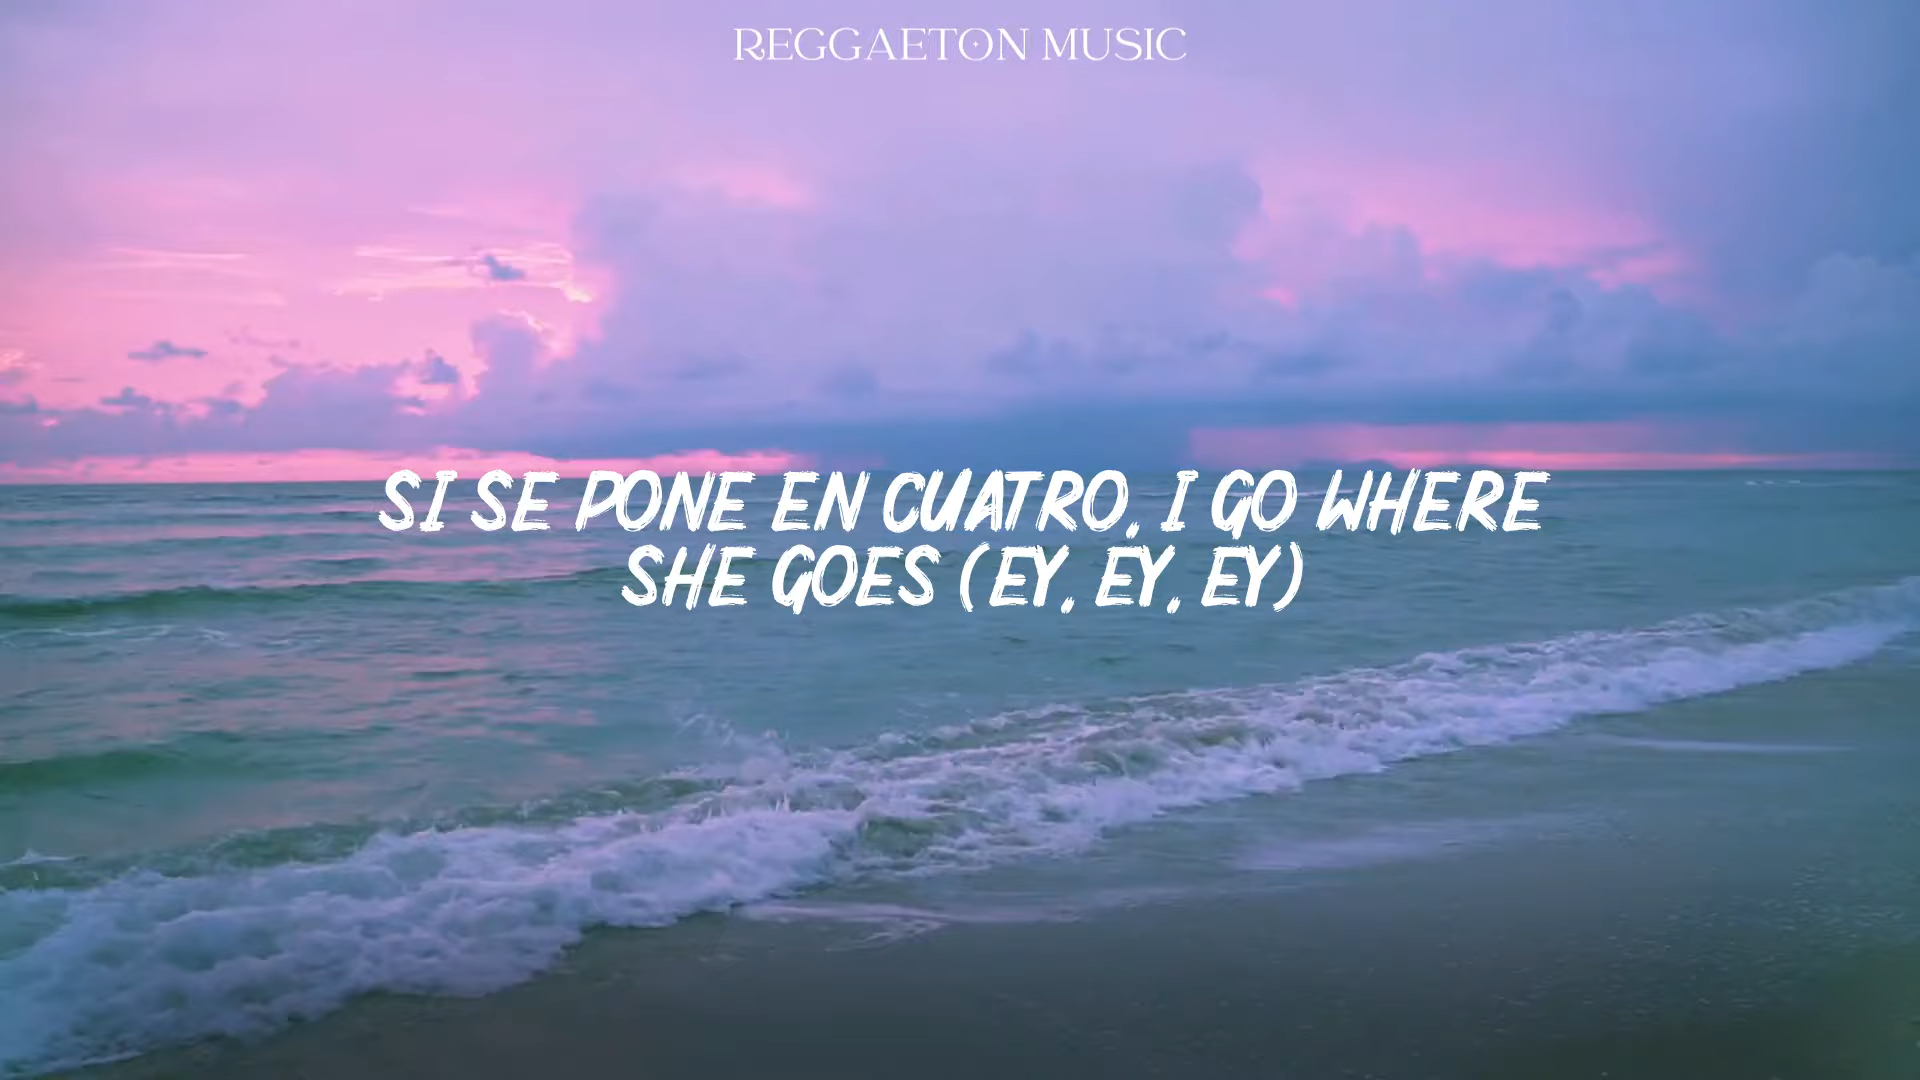 REGGAETON MUSIC
SI SE PONE EN CUATRO, I GO WHERE
SHE GOES (EY, EY, EY)